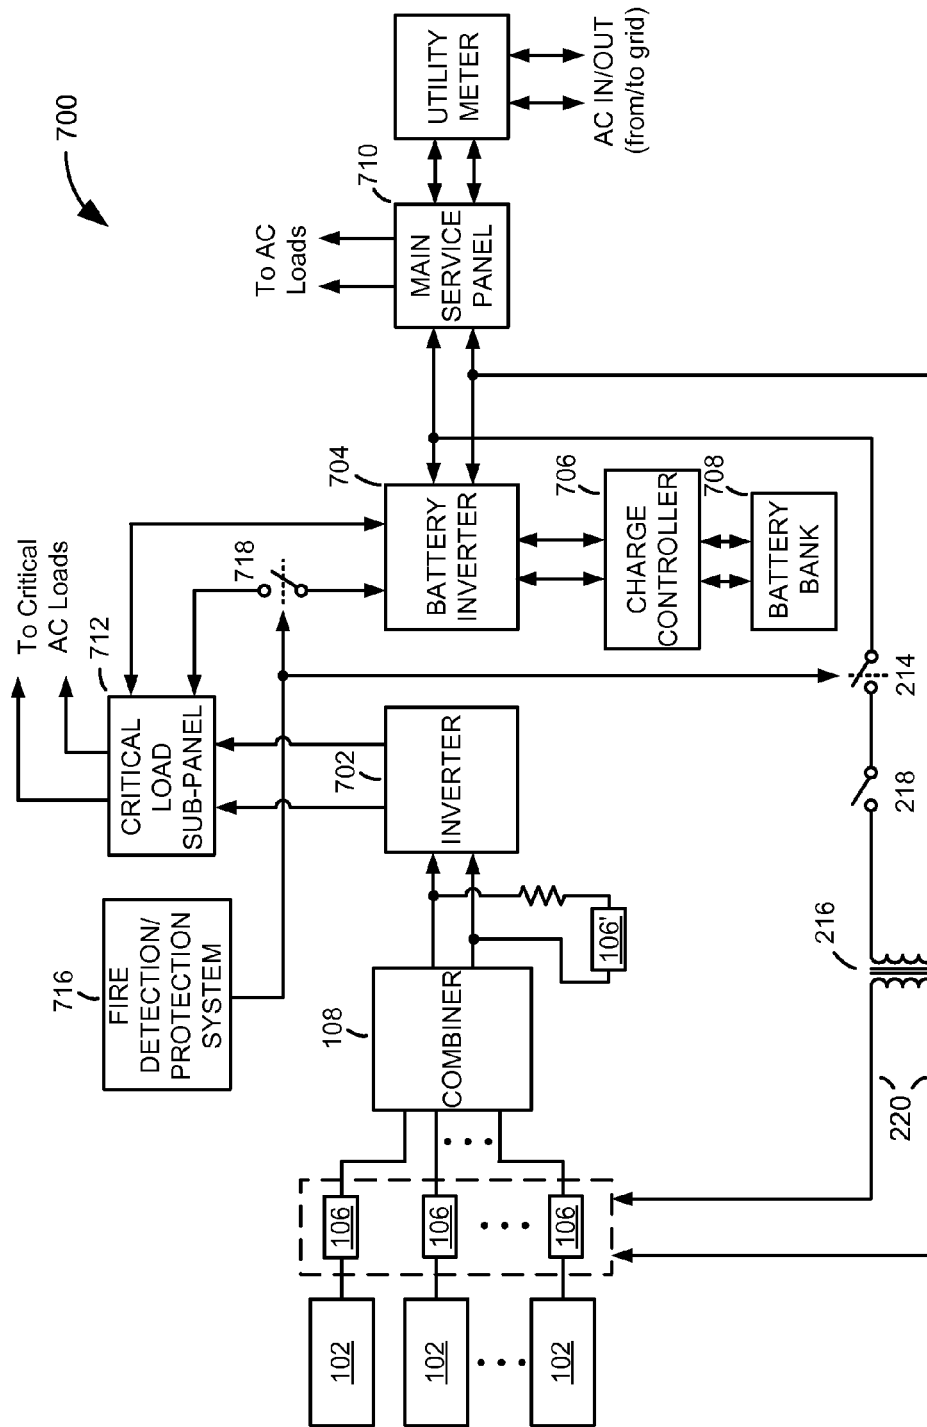 700
716
FIRE
DETECTION/
PROTECTION
SYSTEM
To Critical
AC Loads
712
CRITICAL
LOAD
SUB-PANEL
718
704
BATTERY
INVERTER
To AC
Loads
710
MAIN
SERVICE
PANEL
UTILITY
METER
AC IN/OUT
(from/to grid)
102
102
102
106
106
106
108
COMBINER
106'
702
INVERTER
706
CHARGE
CONTROLLER
708
BATTERY
BANK
220
216
218
214